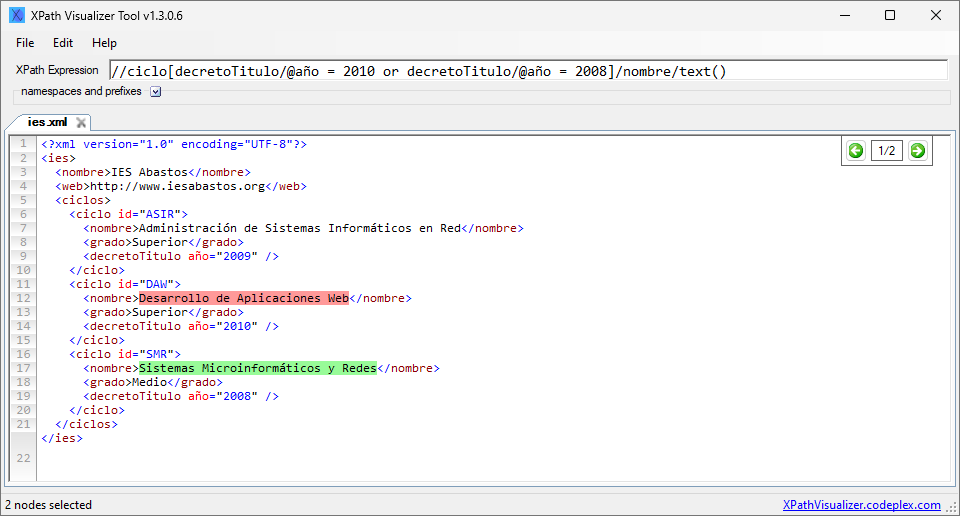 XPath Visualizer Tool v1.3.0.6
File Edit Help
XPath Expression //ciclo[decretoTitulo/@año = 2010 or decretoTitulo/@año = 2008]/nombre/text()
namespaces and prefixes
ies.xml
1/2
1 <?xml version="1.0" encoding="UTF-8"?>
2 <ies>
3 <nombre>IES Abastos</nombre>
4 <web>http://www.iesabastos.org</web>
5 <ciclos>
6 <ciclo id="ASIR">
7 <nombre>Administración de Sistemas Informáticos en Red</nombre>
8 <grado>Superior</grado>
9 <decretoTitulo año="2009" />
10 </ciclo>
11 <ciclo id="DAW">
12 <nombre>Desarrollo de Aplicaciones Web</nombre>
13 <grado>Superior</grado>
14 <decretoTitulo año="2010" />
15 </ciclo>
16 <ciclo id="SMR">
17 <nombre>Sistemas Microinformáticos y Redes</nombre>
18 <grado>Medio</grado>
19 <decretoTitulo año="2008" />
20 </ciclo>
21 </ciclos>
</ies>
22
2 nodes selected XPathVisualizer.codeplex.com